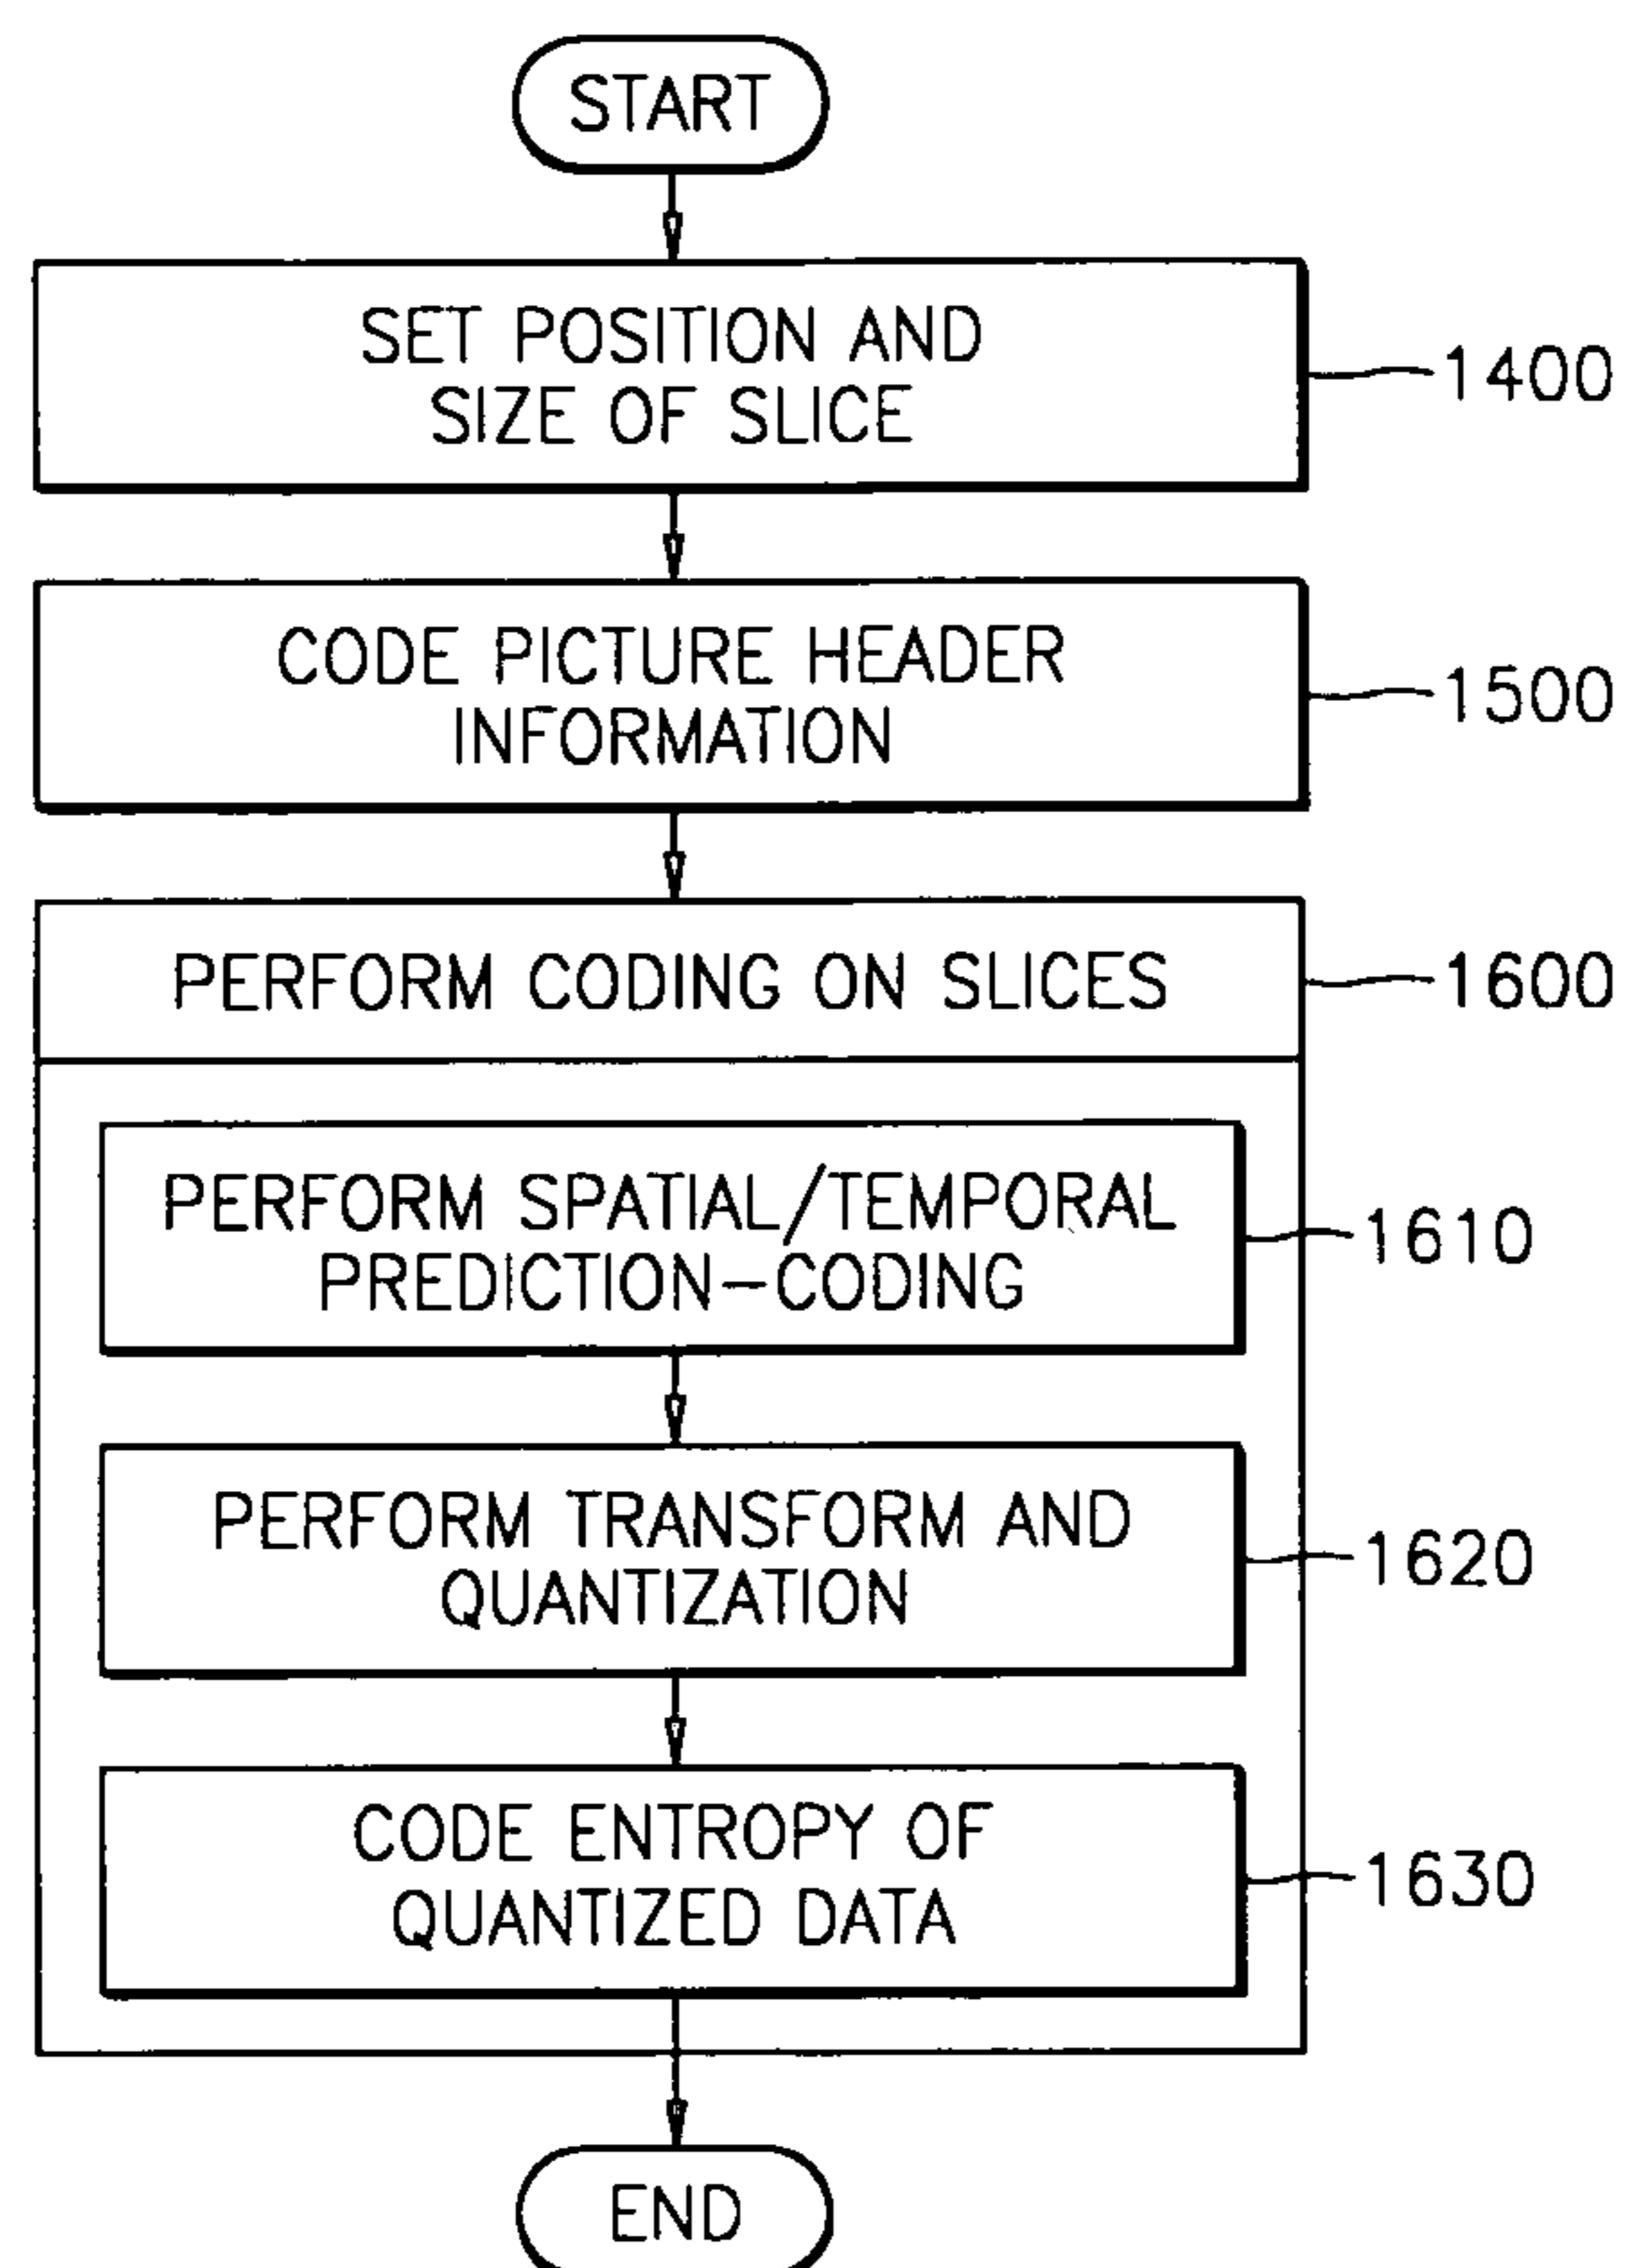 START
SET POSITION AND
SIZE OF SLICE
1400
CODE PICTURE HEADER
INFORMATION
1500
PERFORM CODING ON SLICES
1600
PERFORM SPATIAL/TEMPORAL
PREDICTION-CODING
1610
PERFORM TRANSFORM AND
QUANTIZATION
1620
CODE ENTROPY OF
QUANTIZED DATA
1630
END